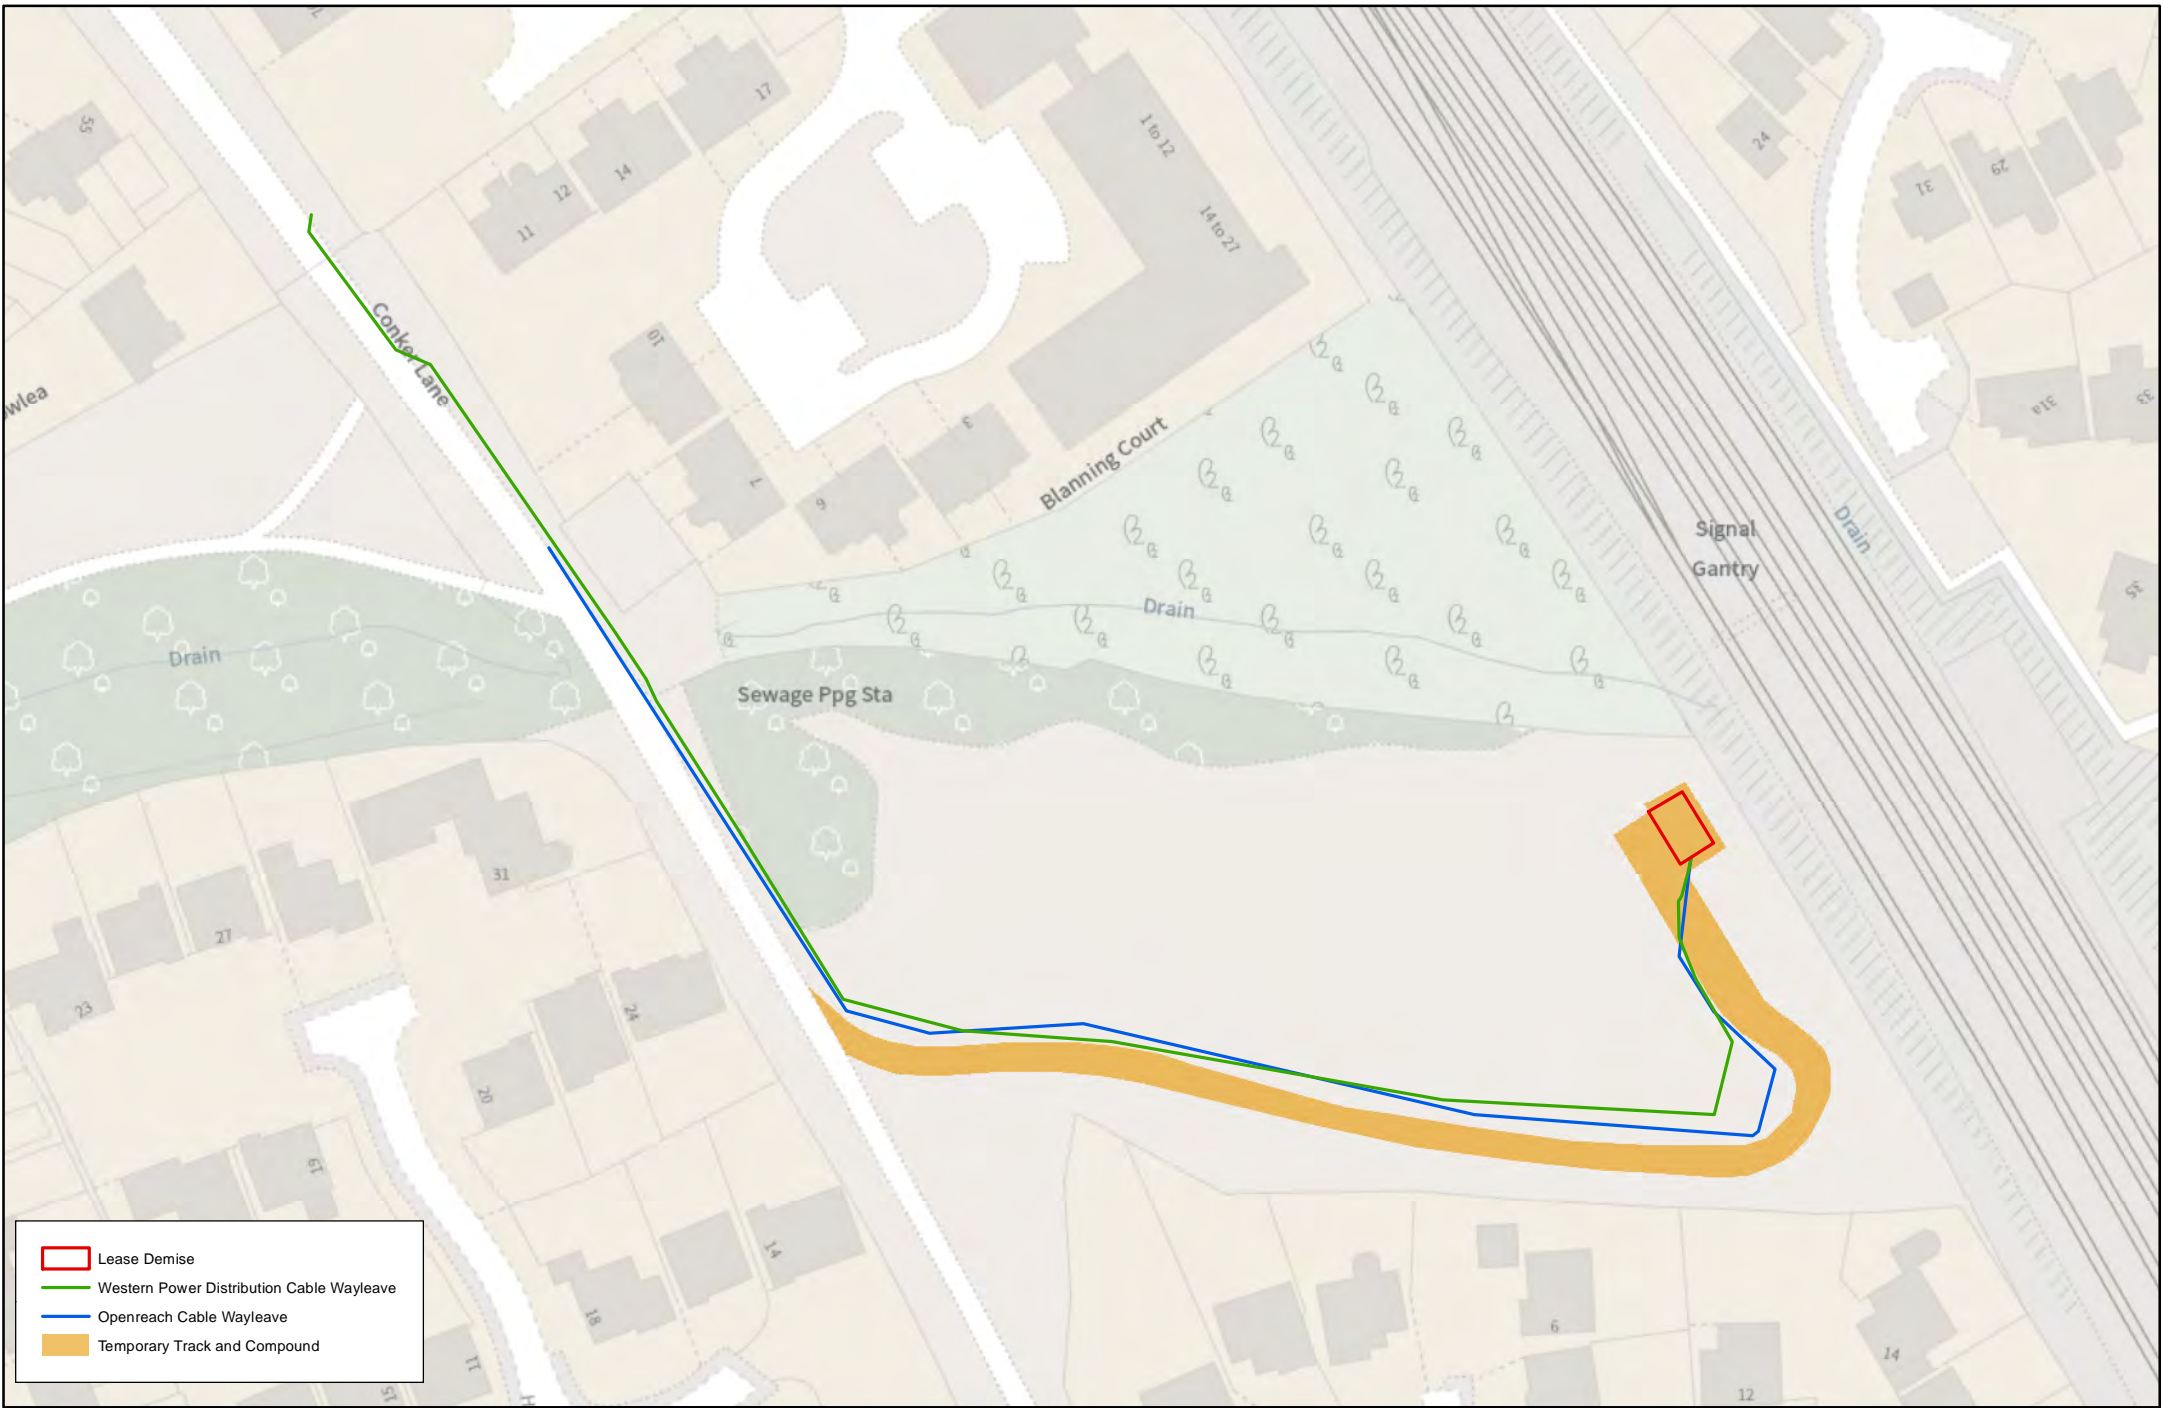 55
17
14
12
11
1 to 12
14 to 27
24
29
31
Conker Lane
10
3
7
6
Blanning Court
31a
33
Signal
Gantry
Drain
35
Drain
Drain
Sewage Ppg Sta
31
27
23
24
20
19
14
18
11
15
6
14
12
Lease Demise
Western Power Distribution Cable Wayleave
Openreach Cable Wayleave
Temporary Track and Compound